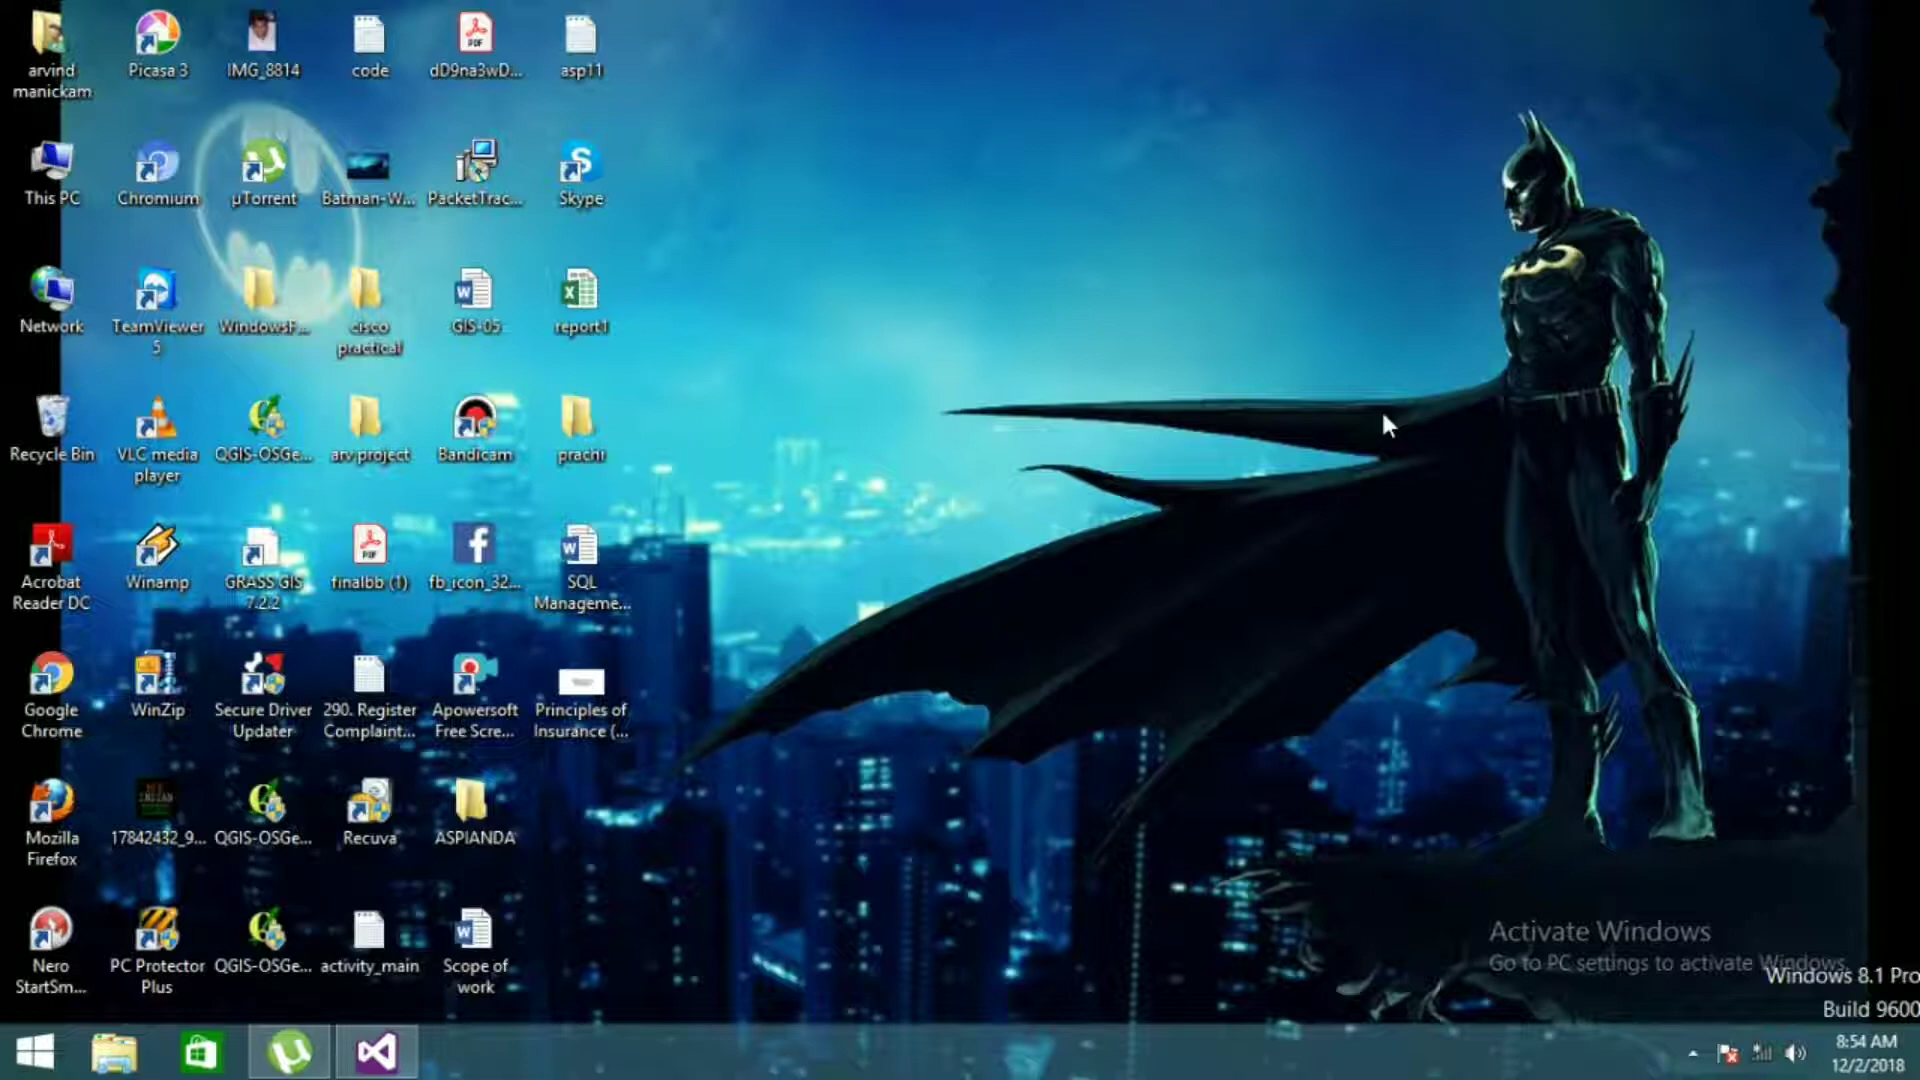 arvind
manickam
Picasa 3
IMG_8814
code
dD9na3wD...
asp11
This PC
Chromium
µTorrent
Batman-W...
PacketTrac...
Skype
Network
TeamViewer
5
WindowsF...
cisco
practical
GIS-05
report1
Recycle Bin
VLC media
player
QGIS-OSGe...
arv project
Bandicam
prachi
Acrobat
Reader DC
Winamp
GRASS GIS
7.2.2
finalbb (1)
fb_icon_32...
SQL
Manageme...
Google
Chrome
WinZip
Secure Driver
Updater
290. Register
Complaint...
Apowersoft
Free Scre...
Principles of
Insurance (...
Mozilla
Firefox
17842432_9...
QGIS-OSGe...
Recuva
ASPIANDA
Nero
StartSm...
PC Protector
Plus
QGIS-OSGe...
activity_main
Scope of
work
Activate Windows
Go to PC settings to activate Windows.
Windows 8.1 Pro
Build 9600
8:54 AM
12/2/2018